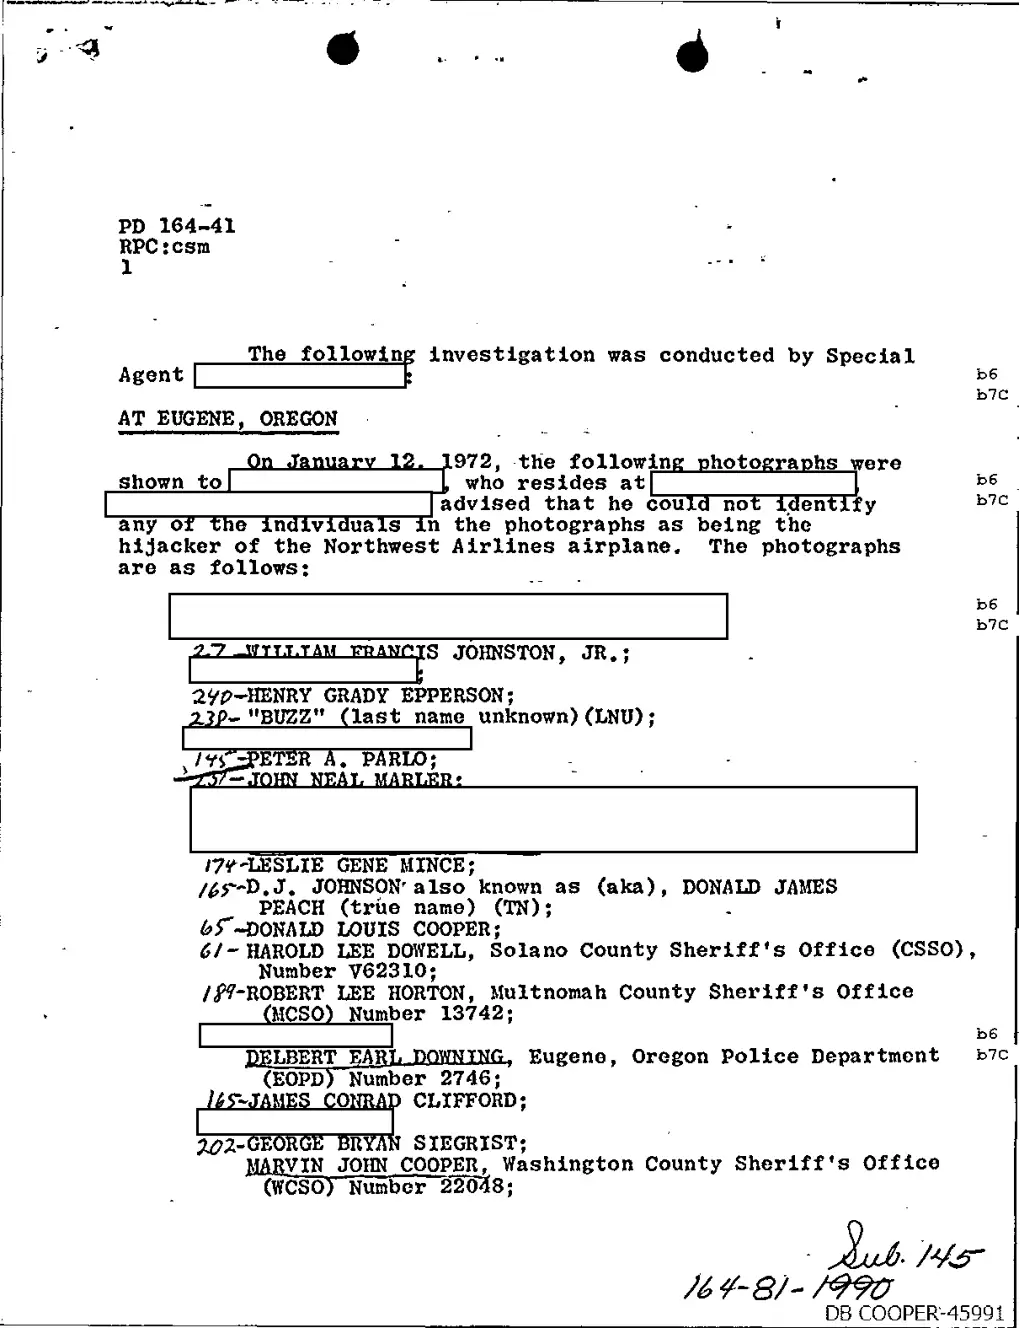 PD 164-41
RPC:csm
1
The following investigation was conducted by Special
Agent :
b6
b7C
AT EUGENE, OREGON
On January 12, 1972, the following photographs were
shown to , who resides at ,
b6
advised that he could not identify
b7C
any of the individuals in the photographs as being the
hijacker of the Northwest Airlines airplane. The photographs
are as follows:
b6
b7C
27-WILLIAM FRANCIS JOHNSTON, JR.;
;
240-HENRY GRADY EPPERSON;
238-"BUZZ" (last name unknown)(LNU);
145-PETER A. PARLO;
JOHN NEAL MARLER;
174-LESLIE GENE MINCE;
165-D.J. JOHNSON also known as (aka), DONALD JAMES
PEACH (true name) (TN);
65-DONALD LOUIS COOPER;
61-HAROLD LEE DOWELL, Solano County Sheriff's Office (CSSO),
Number V62310;
189-ROBERT LEE HORTON, Multnomah County Sheriff's Office
(MCSO) Number 13742;
b6
DELBERT EARL DOWNING, Eugene, Oregon Police Department
b7C
(EOPD) Number 2746;
165-JAMES CONRAD CLIFFORD;
202-GEORGE BRYAN SIEGRIST;
MARVIN JOHN COOPER, Washington County Sheriff's Office
(WCSO) Number 22048;
Sub. 145
164-81-1990
DB COOPER-45991